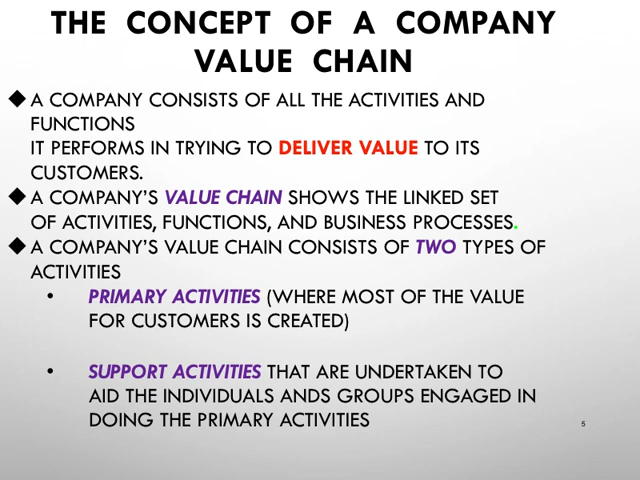 THE CONCEPT OF A COMPANY
VALUE CHAIN
◆ A COMPANY CONSISTS OF ALL THE ACTIVITIES AND
FUNCTIONS
IT PERFORMS IN TRYING TO DELIVER VALUE TO ITS
CUSTOMERS.
◆ A COMPANY'S VALUE CHAIN SHOWS THE LINKED SET
OF ACTIVITIES, FUNCTIONS, AND BUSINESS PROCESSES.
◆ A COMPANY'S VALUE CHAIN CONSISTS OF TWO TYPES OF
ACTIVITIES
• PRIMARY ACTIVITIES (WHERE MOST OF THE VALUE
FOR CUSTOMERS IS CREATED)
• SUPPORT ACTIVITIES THAT ARE UNDERTAKEN TO
AID THE INDIVIDUALS ANDS GROUPS ENGAGED IN
DOING THE PRIMARY ACTIVITIES
5